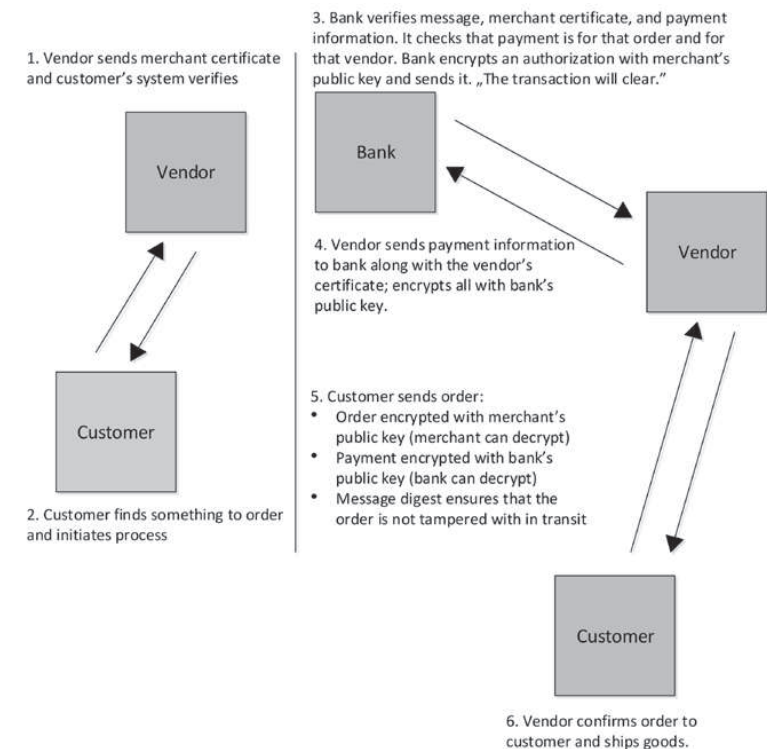 1. Vendor sends merchant certificate
and customer's system verifies
Vendor
Customer
2. Customer finds something to order
and initiates process
3. Bank verifies message, merchant certificate, and payment
information. It checks that payment is for that order and for
that vendor. Bank encrypts an authorization with merchant's
public key and sends it. „The transaction will clear.”
Bank
Vendor
4. Vendor sends payment information
to bank along with the vendor's
certificate; encrypts all with bank's
public key.
5. Customer sends order:
• Order encrypted with merchant's
public key (merchant can decrypt)
• Payment encrypted with bank's
public key (bank can decrypt)
• Message digest ensures that the
order is not tampered with in transit
Customer
6. Vendor confirms order to
customer and ships goods.